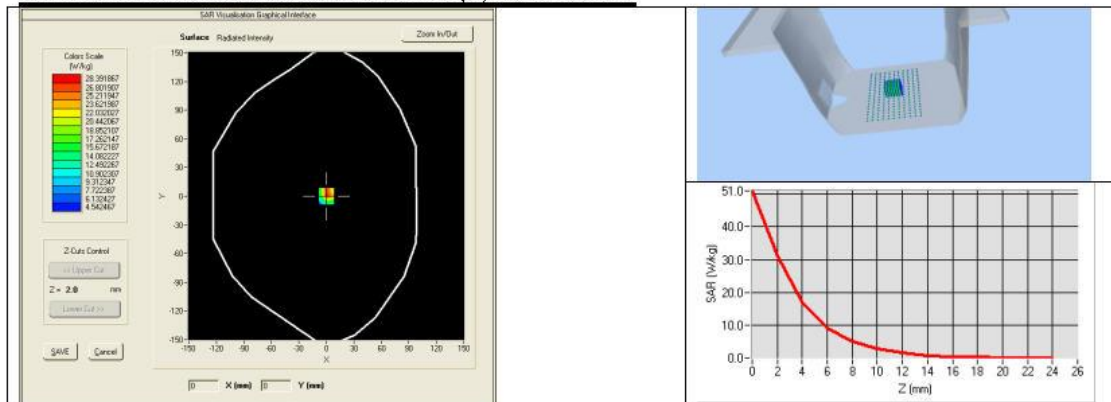 SAR Visualisation Graphical Interface
Surface Radiated Intensity
Zoom In/Out
Colors Scale
(W/kg)
28.391867
26.801907
25.211947
23.621987
22.032027
20.442067
18.852107
17.262147
15.672187
14.082227
12.492267
10.902307
9.312347
7.722387
6.132427
4.542467
Z-Cuts Control
<< Upper Cut
Z = 2.0 mm
Lower Cut >>
SAVE Cancel
150
120
90
60
30
0
-30
-60
-90
-120
-150
Y
-150 -120 -90 -60 -30 0 30 60 90 120 150
X
0 X (mm) 0 Y (mm)
51.0
40.0
30.0
20.0
10.0
0.0
SAR (W/kg)
0 2 4 6 8 10 12 14 16 18 20 22 24 26
Z (mm)